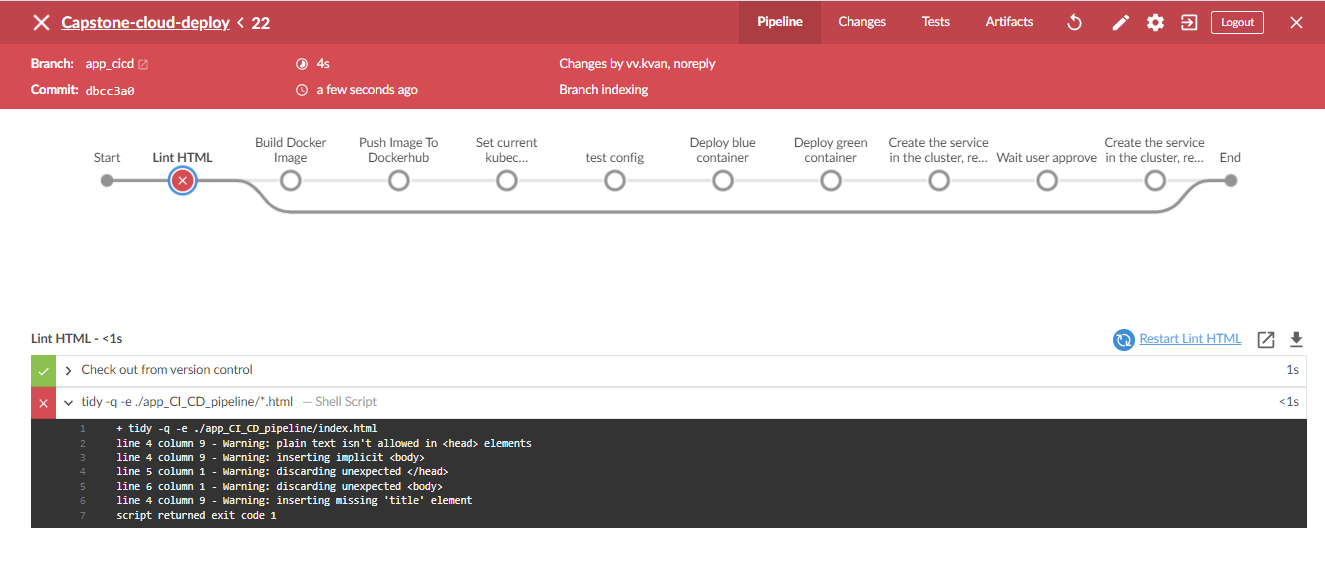 Capstone-cloud-deploy < 22
Pipeline
Changes
Tests
Artifacts
Logout
Branch: app_cicd
4s
Changes by vv.kvan, noreply
Commit: dbcc3a0
a few seconds ago
Branch indexing
Start
Lint HTML
Build Docker
Image
Push Image To
Dockerhub
Set current
kubec...
test config
Deploy blue
container
Deploy green
container
Create the service
in the cluster, re...
Wait user approve
Create the service
in the cluster, re...
End
Lint HTML - <1s
Restart Lint HTML
Check out from version control
1s
tidy -q -e ./app_CI_CD_pipeline/*.html — Shell Script
<1s
1 + tidy -q -e ./app_CI_CD_pipeline/index.html
2 line 4 column 9 - Warning: plain text isn't allowed in <head> elements
3 line 4 column 9 - Warning: inserting implicit <body>
4 line 5 column 1 - Warning: discarding unexpected </head>
5 line 6 column 1 - Warning: discarding unexpected <body>
6 line 4 column 9 - Warning: inserting missing 'title' element
7 script returned exit code 1